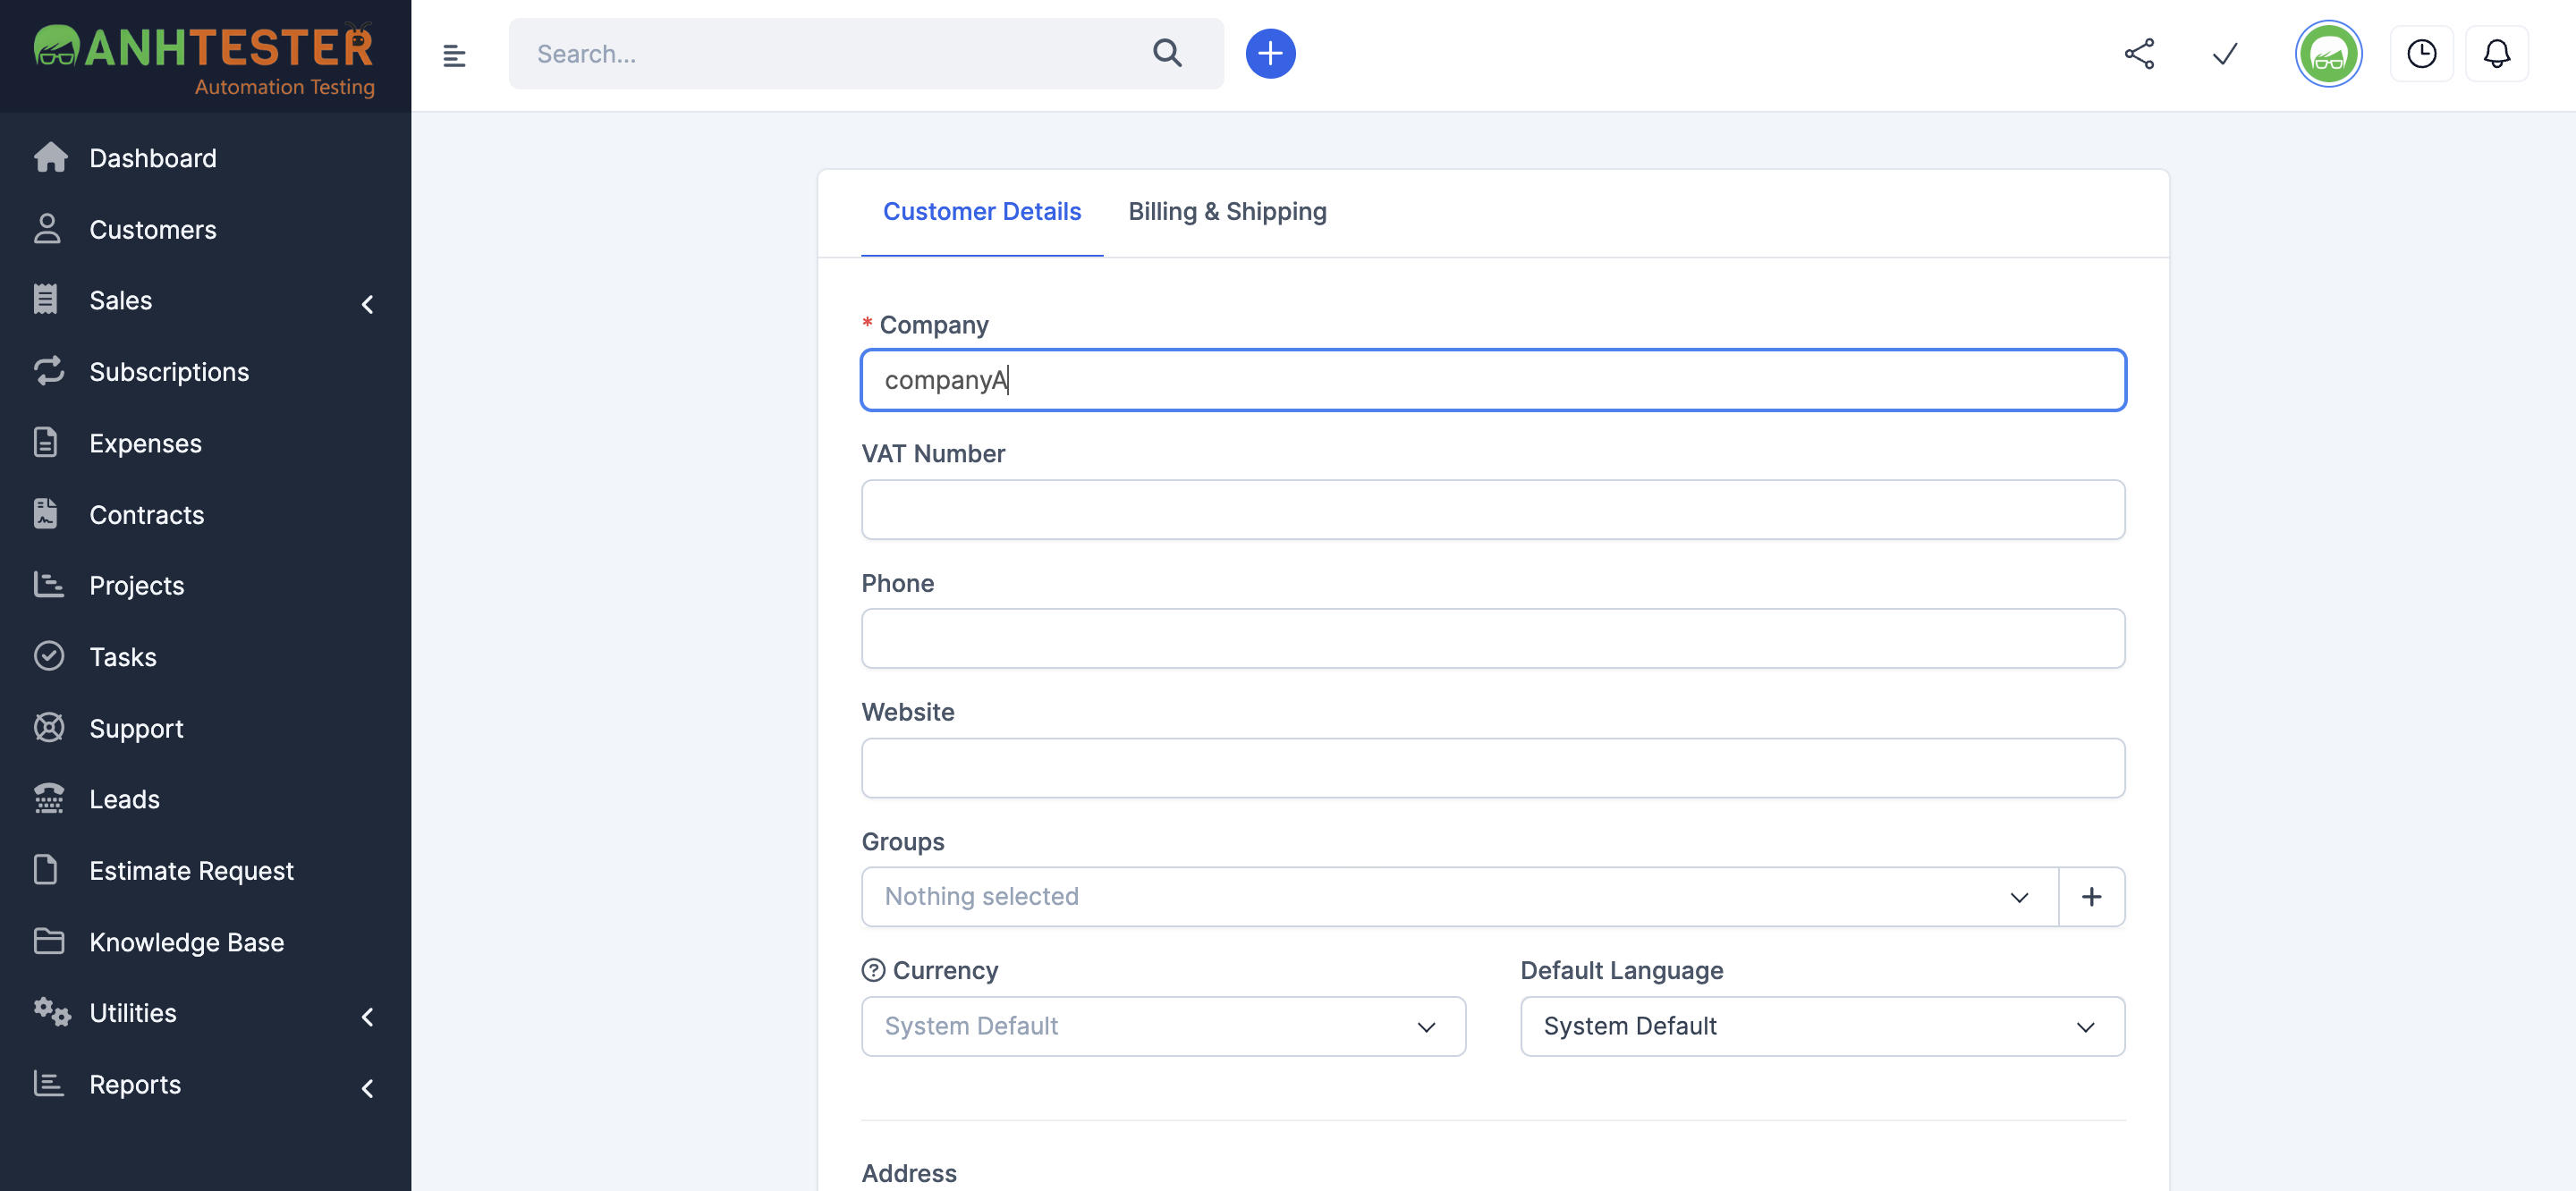 ANHTESTER
Automation Testing
Search...
Dashboard
Customers
Sales
Subscriptions
Expenses
Contracts
Projects
Tasks
Support
Leads
Estimate Request
Knowledge Base
Utilities
Reports
Customer Details Billing & Shipping
* Company
companyA
VAT Number
Phone
Website
Groups
Nothing selected
Currency Default Language
System Default System Default
Address